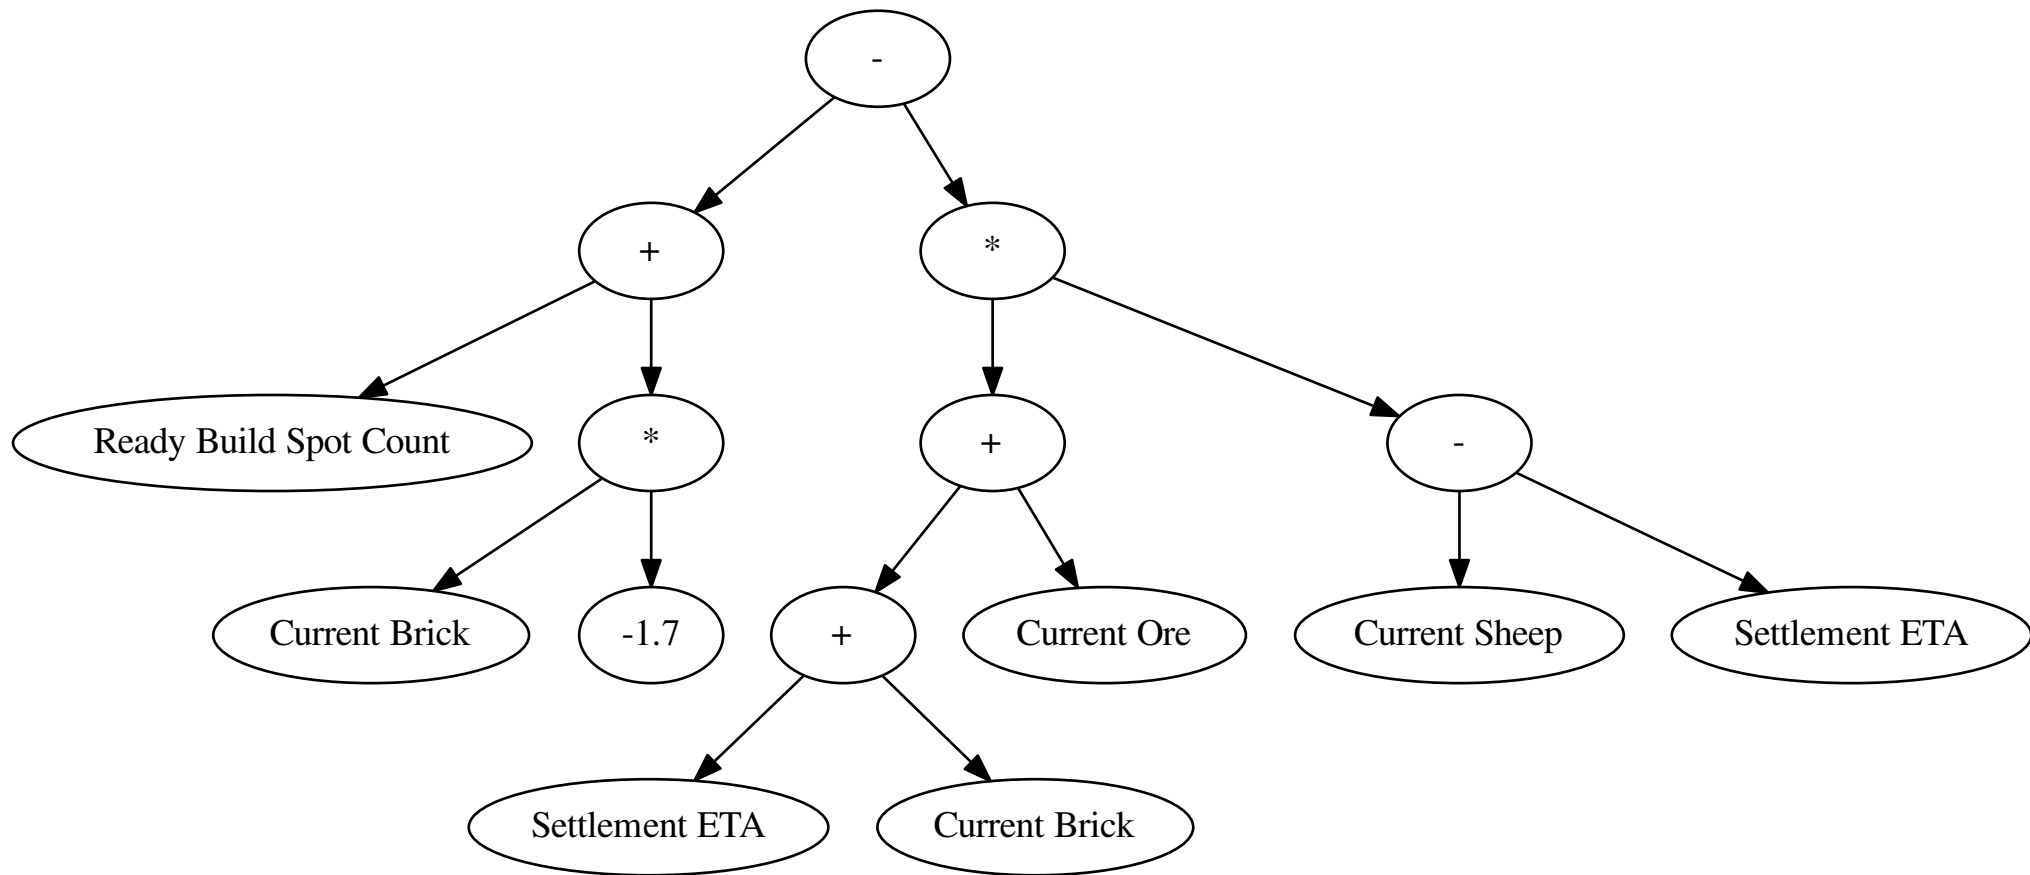 -
+
*
Ready Build Spot Count
*
+
-
Current Brick
-1.7
+
Current Ore
Current Sheep
Settlement ETA
Settlement ETA
Current Brick